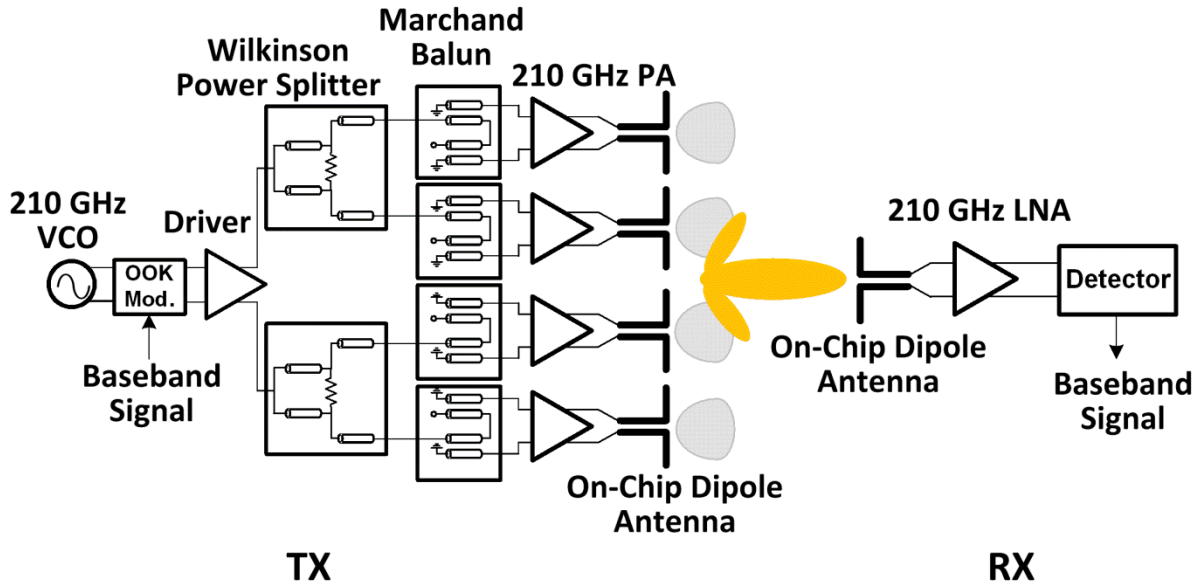 Marchand
Balun
Wilkinson
Power Splitter
210 GHz PA
210 GHz
VCO
Driver
OOK
Mod.
Baseband
Signal
210 GHz LNA
Detector
On-Chip Dipole
Antenna
Baseband
Signal
On-Chip Dipole
Antenna
TX
RX